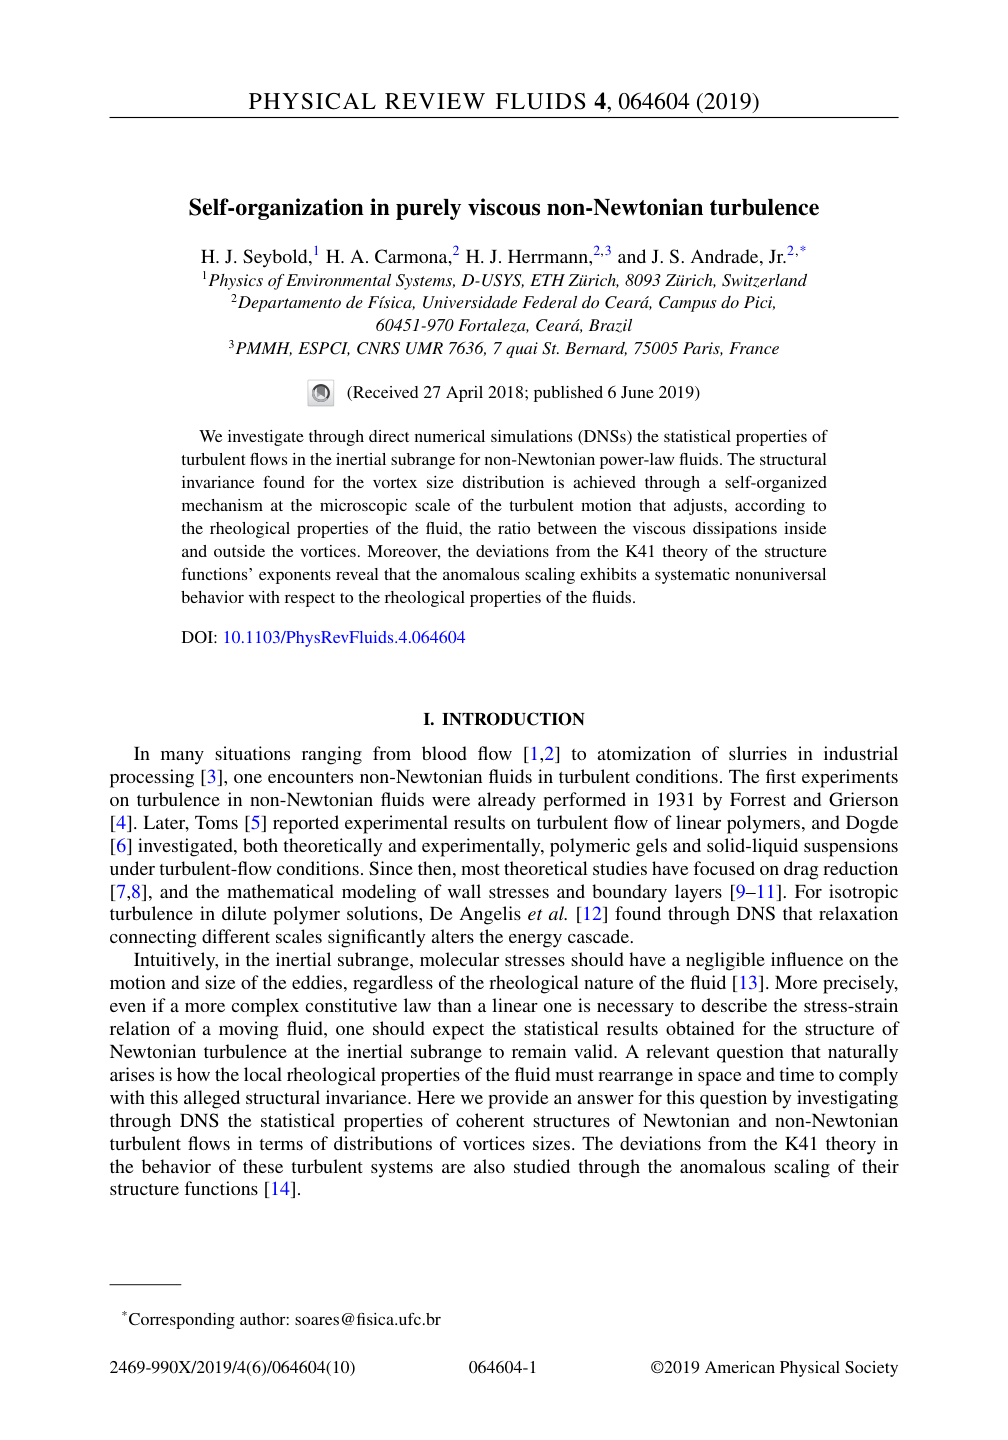 PHYSICAL REVIEW FLUIDS 4, 064604 (2019)
Self-organization in purely viscous non-Newtonian turbulence
H. J. Seybold,1 H. A. Carmona,2 H. J. Herrmann,2,3 and J. S. Andrade, Jr.2,*
1Physics of Environmental Systems, D-USYS, ETH Zürich, 8093 Zürich, Switzerland
2Departamento de Física, Universidade Federal do Ceará, Campus do Pici,
60451-970 Fortaleza, Ceará, Brazil
3PMMH, ESPCI, CNRS UMR 7636, 7 quai St. Bernard, 75005 Paris, France
(Received 27 April 2018; published 6 June 2019)
We investigate through direct numerical simulations (DNSs) the statistical properties of
turbulent flows in the inertial subrange for non-Newtonian power-law fluids. The structural
invariance found for the vortex size distribution is achieved through a self-organized
mechanism at the microscopic scale of the turbulent motion that adjusts, according to
the rheological properties of the fluid, the ratio between the viscous dissipations inside
and outside the vortices. Moreover, the deviations from the K41 theory of the structure
functions' exponents reveal that the anomalous scaling exhibits a systematic nonuniversal
behavior with respect to the rheological properties of the fluids.
DOI: 10.1103/PhysRevFluids.4.064604
I. INTRODUCTION
In many situations ranging from blood flow [1,2] to atomization of slurries in industrial
processing [3], one encounters non-Newtonian fluids in turbulent conditions. The first experiments
on turbulence in non-Newtonian fluids were already performed in 1931 by Forrest and Grierson
[4]. Later, Toms [5] reported experimental results on turbulent flow of linear polymers, and Dogde
[6] investigated, both theoretically and experimentally, polymeric gels and solid-liquid suspensions
under turbulent-flow conditions. Since then, most theoretical studies have focused on drag reduction
[7,8], and the mathematical modeling of wall stresses and boundary layers [9–11]. For isotropic
turbulence in dilute polymer solutions, De Angelis et al. [12] found through DNS that relaxation
connecting different scales significantly alters the energy cascade.
Intuitively, in the inertial subrange, molecular stresses should have a negligible influence on the
motion and size of the eddies, regardless of the rheological nature of the fluid [13]. More precisely,
even if a more complex constitutive law than a linear one is necessary to describe the stress-strain
relation of a moving fluid, one should expect the statistical results obtained for the structure of
Newtonian turbulence at the inertial subrange to remain valid. A relevant question that naturally
arises is how the local rheological properties of the fluid must rearrange in space and time to comply
with this alleged structural invariance. Here we provide an answer for this question by investigating
through DNS the statistical properties of coherent structures of Newtonian and non-Newtonian
turbulent flows in terms of distributions of vortices sizes. The deviations from the K41 theory in
the behavior of these turbulent systems are also studied through the anomalous scaling of their
structure functions [14].
*Corresponding author: soares@fisica.ufc.br
2469-990X/2019/4(6)/064604(10) 064604-1 ©2019 American Physical Society